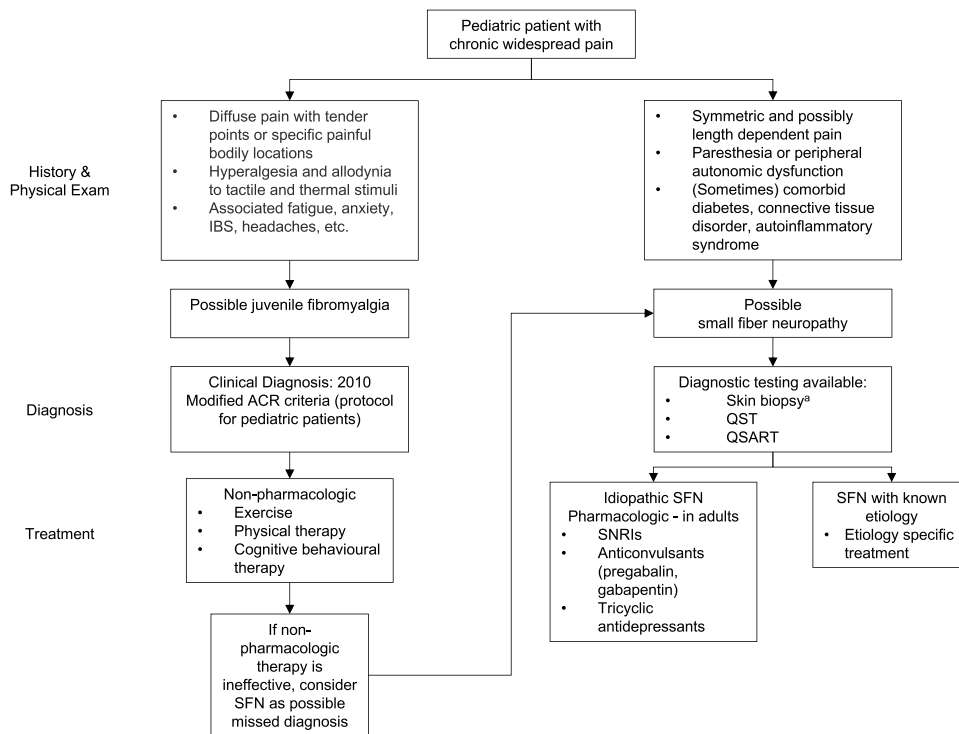 Pediatric patient with
chronic widespread pain
History &
Physical Exam
• Diffuse pain with tender
points or specific painful
bodily locations
• Hyperalgesia and allodynia
to tactile and thermal stimuli
• Associated fatigue, anxiety,
IBS, headaches, etc.
• Symmetric and possibly
length dependent pain
• Paresthesia or peripheral
autonomic dysfunction
• (Sometimes) comorbid
diabetes, connective tissue
disorder, autoinflammatory
syndrome
Possible juvenile fibromyalgia
Possible
small fiber neuropathy
Diagnosis
Clinical Diagnosis: 2010
Modified ACR criteria (protocol
for pediatric patients)
Diagnostic testing available:
• Skin biopsyᵃ
• QST
• QSART
Treatment
Non-pharmacologic
• Exercise
• Physical therapy
• Cognitive behavioural
therapy
Idiopathic SFN
Pharmacologic - in adults
• SNRIs
• Anticonvulsants
(pregabalin,
gabapentin)
• Tricyclic
antidepressants
SFN with known
etiology
• Etiology specific
treatment
If non-
pharmacologic
therapy is
ineffective, consider
SFN as possible
missed diagnosis